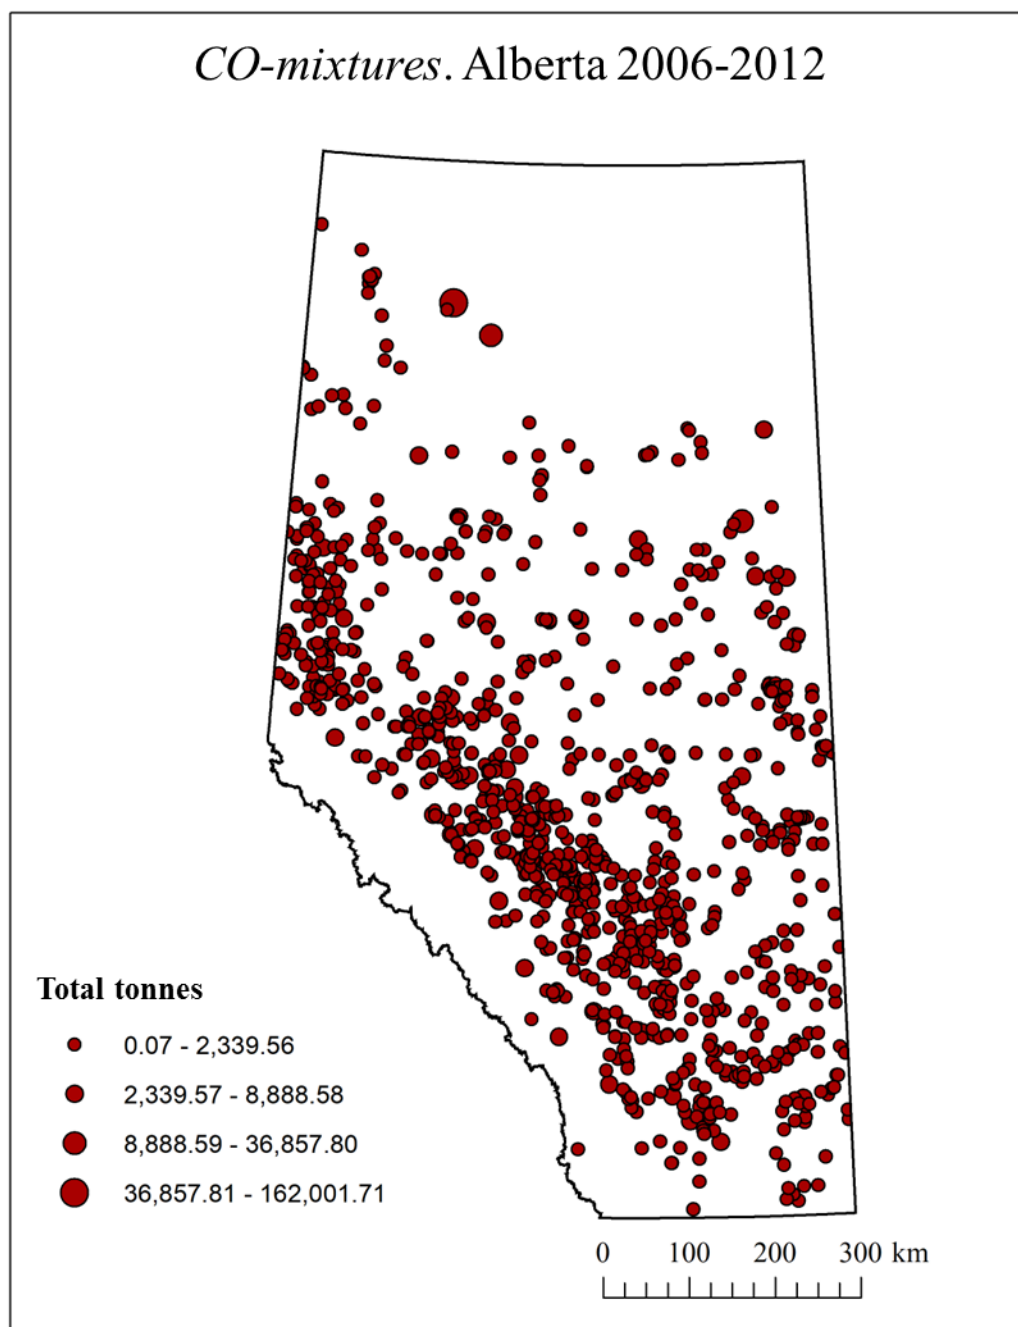 CO-mixtures. Alberta 2006-2012
Total tonnes
0.07 - 2,339.56
2,339.57 - 8,888.58
8,888.59 - 36,857.80
36,857.81 - 162,001.71
0 100 200 300 km